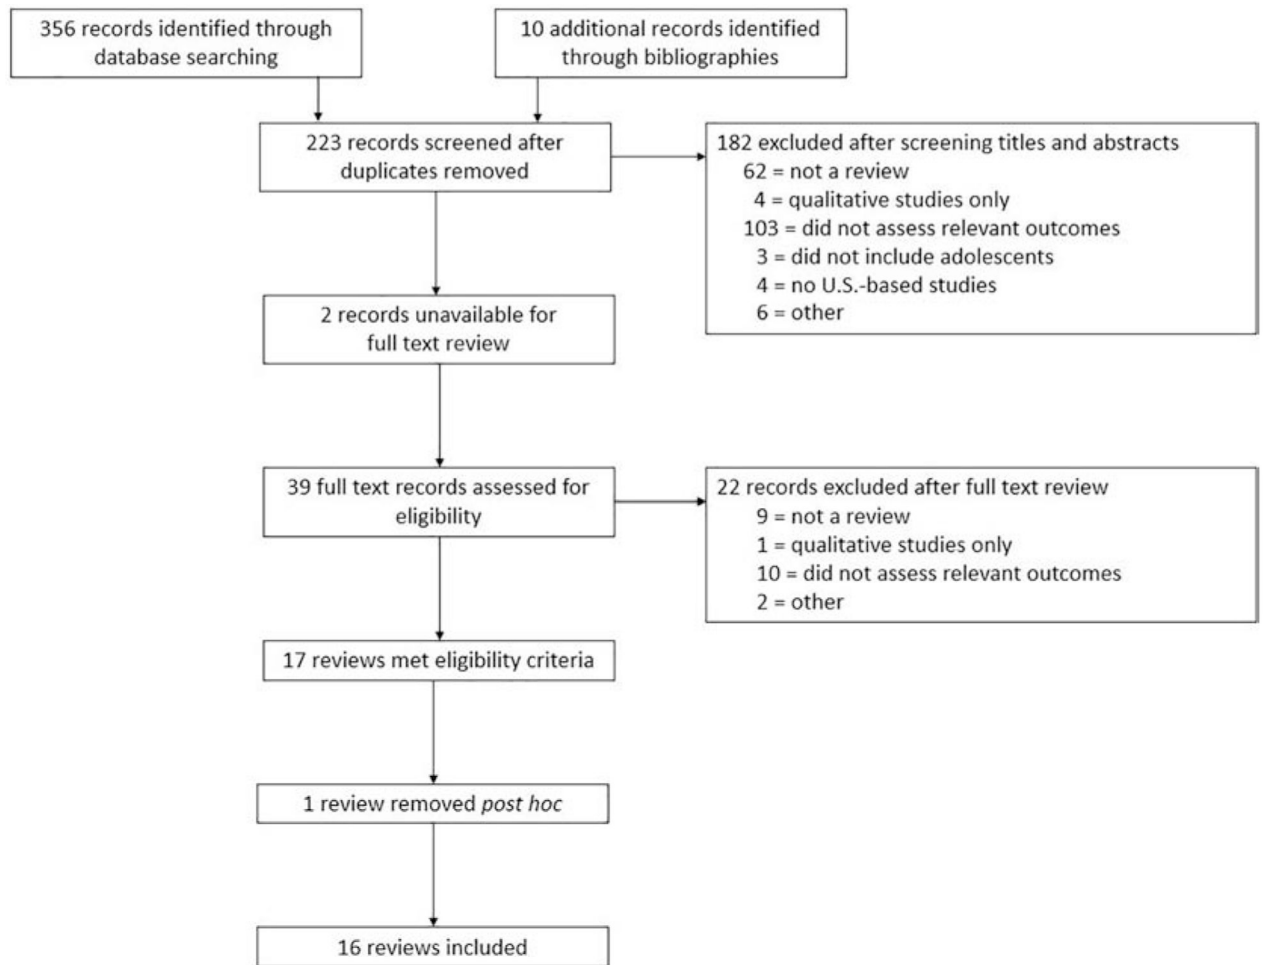 356 records identified through
database searching
10 additional records identified
through bibliographies
223 records screened after
duplicates removed
182 excluded after screening titles and abstracts
62 = not a review
4 = qualitative studies only
103 = did not assess relevant outcomes
3 = did not include adolescents
4 = no U.S.-based studies
6 = other
2 records unavailable for
full text review
39 full text records assessed for
eligibility
22 records excluded after full text review
9 = not a review
1 = qualitative studies only
10 = did not assess relevant outcomes
2 = other
17 reviews met eligibility criteria
1 review removed post hoc
16 reviews included